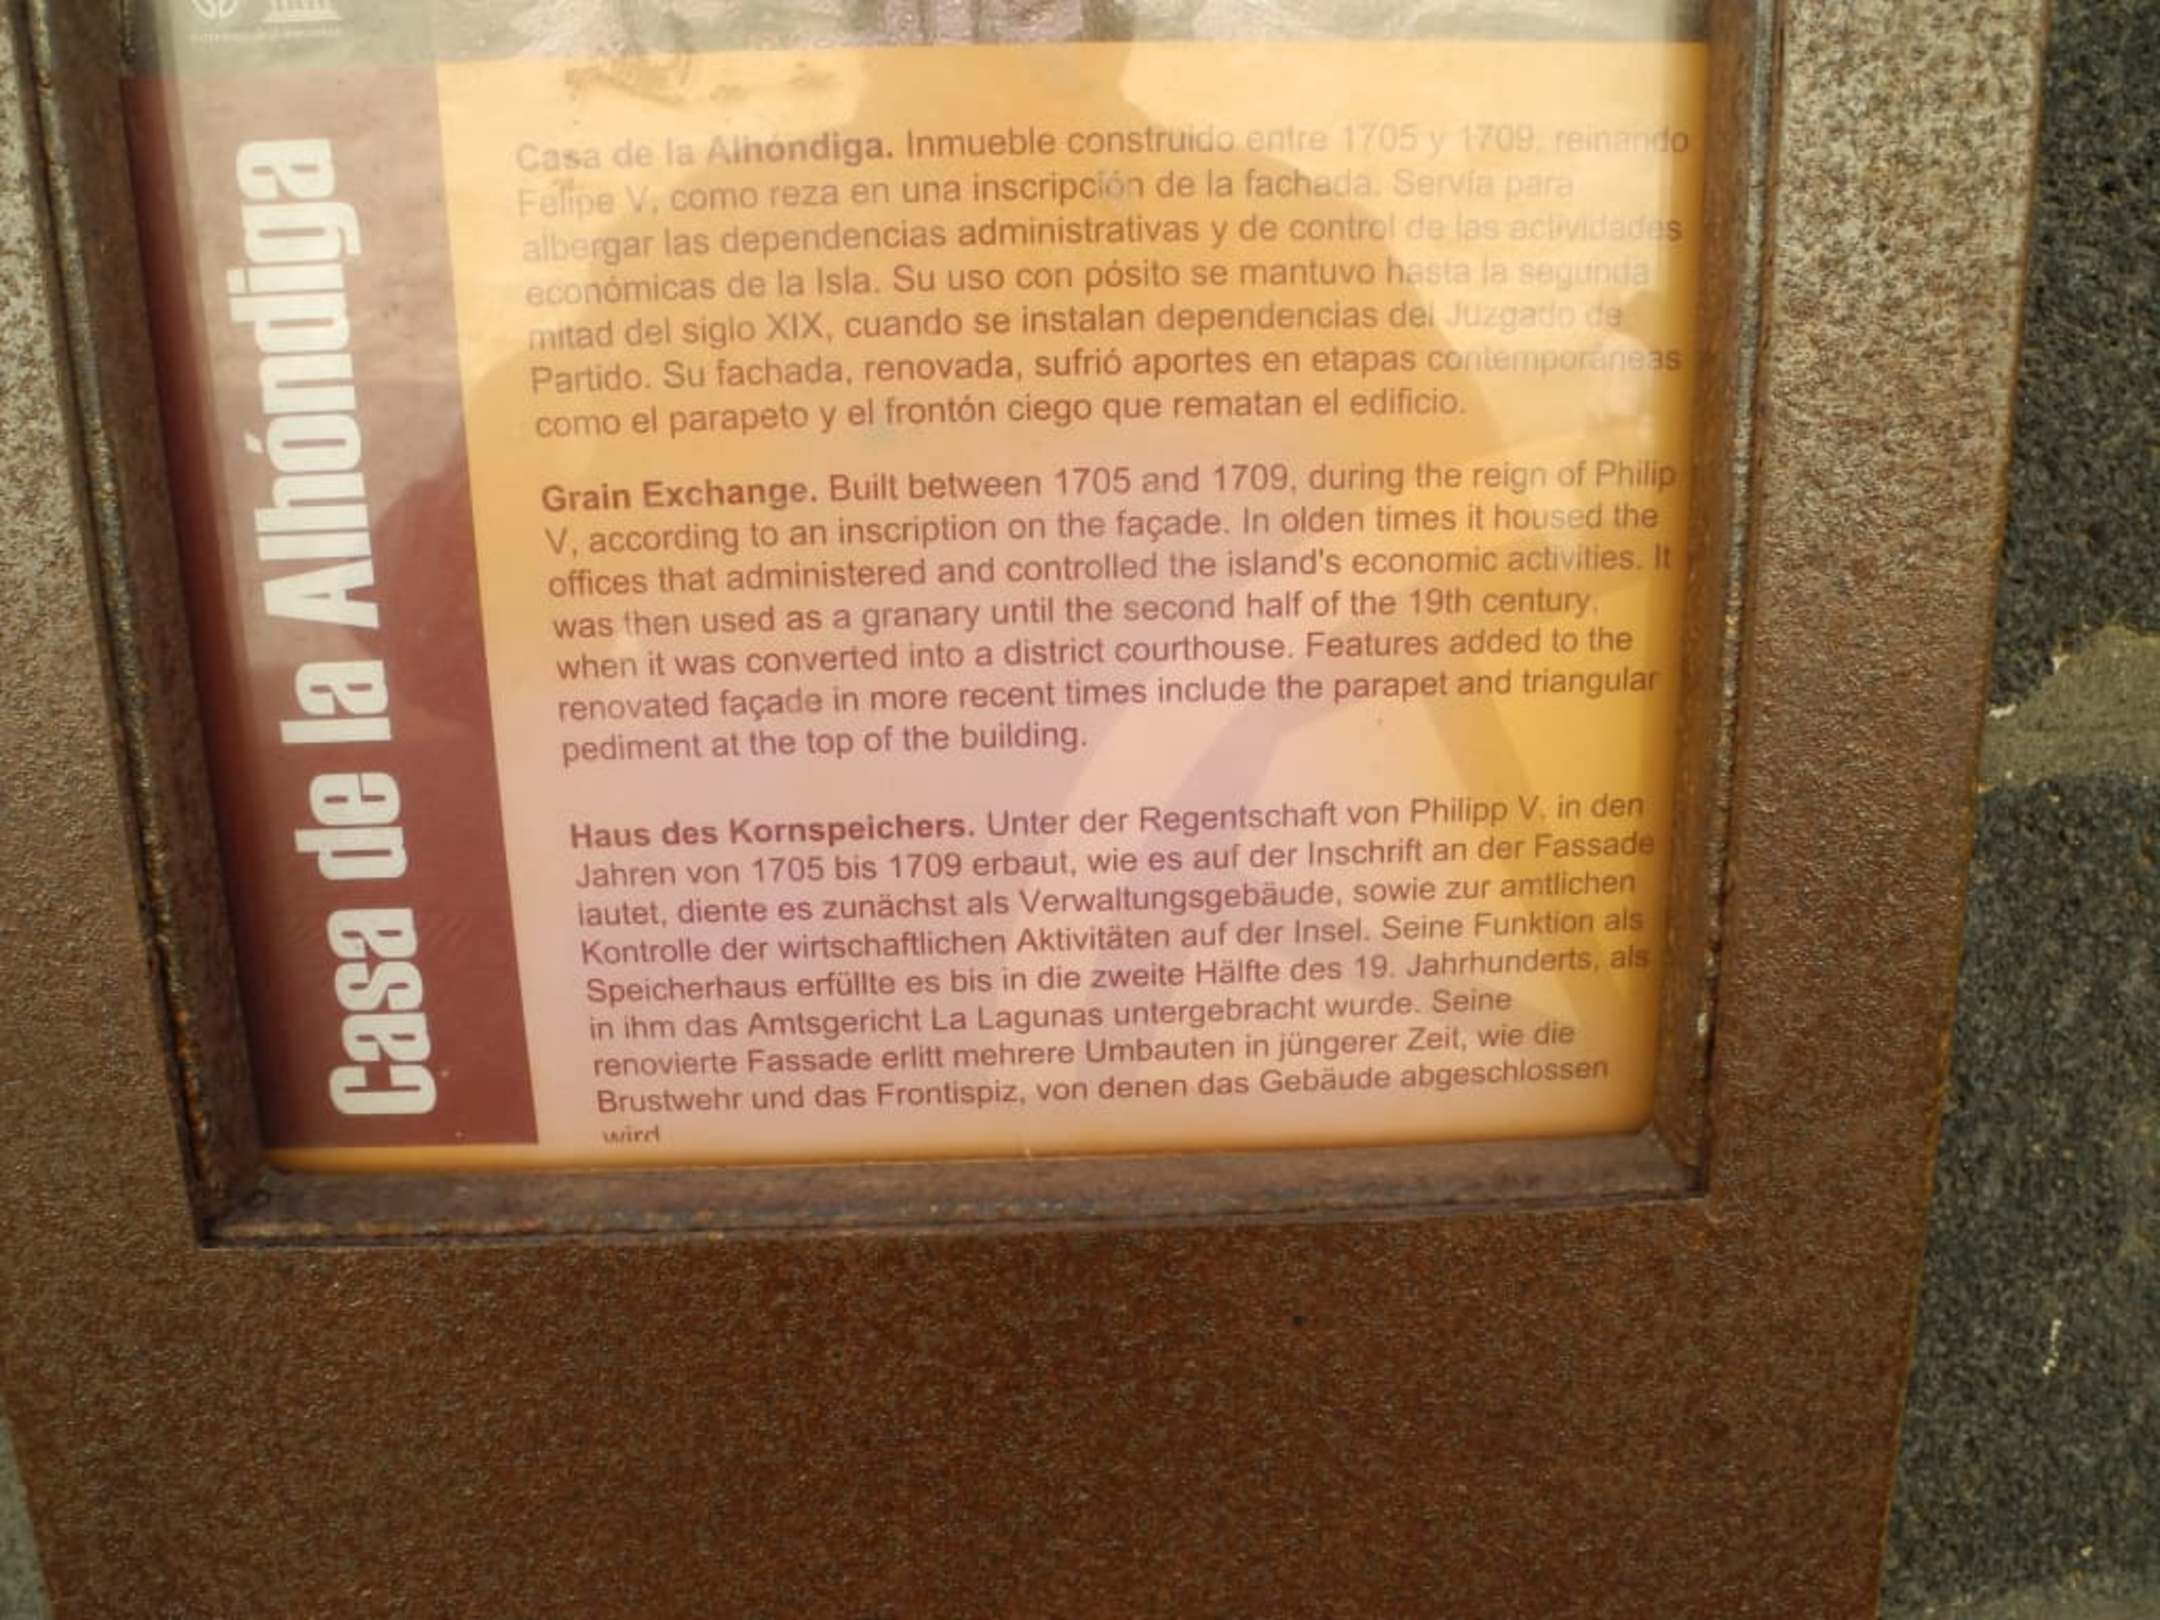 Casa de la Alhóndiga
Casa de la Alhóndiga. Inmueble construido entre 1705 y 1709, reinando
Felipe V, como reza en una inscripción de la fachada. Servía para
albergar las dependencias administrativas y de control de las actividades
económicas de la Isla. Su uso con pósito se mantuvo hasta la segunda
mitad del siglo XIX, cuando se instalan dependencias del Juzgado de
Partido. Su fachada, renovada, sufrió aportes en etapas contemporáneas
como el parapeto y el frontón ciego que rematan el edificio.
Grain Exchange. Built between 1705 and 1709, during the reign of Philip
V, according to an inscription on the façade. In olden times it housed the
offices that administered and controlled the island's economic activities. It
was then used as a granary until the second half of the 19th century,
when it was converted into a district courthouse. Features added to the
renovated façade in more recent times include the parapet and triangular
pediment at the top of the building.
Haus des Kornspeichers. Unter der Regentschaft von Philipp V. in den
Jahren von 1705 bis 1709 erbaut, wie es auf der Inschrift an der Fassade
lautet, diente es zunächst als Verwaltungsgebäude, sowie zur amtlichen
Kontrolle der wirtschaftlichen Aktivitäten auf der Insel. Seine Funktion als
Speicherhaus erfüllte es bis in die zweite Hälfte des 19. Jahrhunderts, als
in ihm das Amtsgericht La Lagunas untergebracht wurde. Seine
renovierte Fassade erlitt mehrere Umbauten in jüngerer Zeit, wie die
Brustwehr und das Frontispiz, von denen das Gebäude abgeschlossen
wird